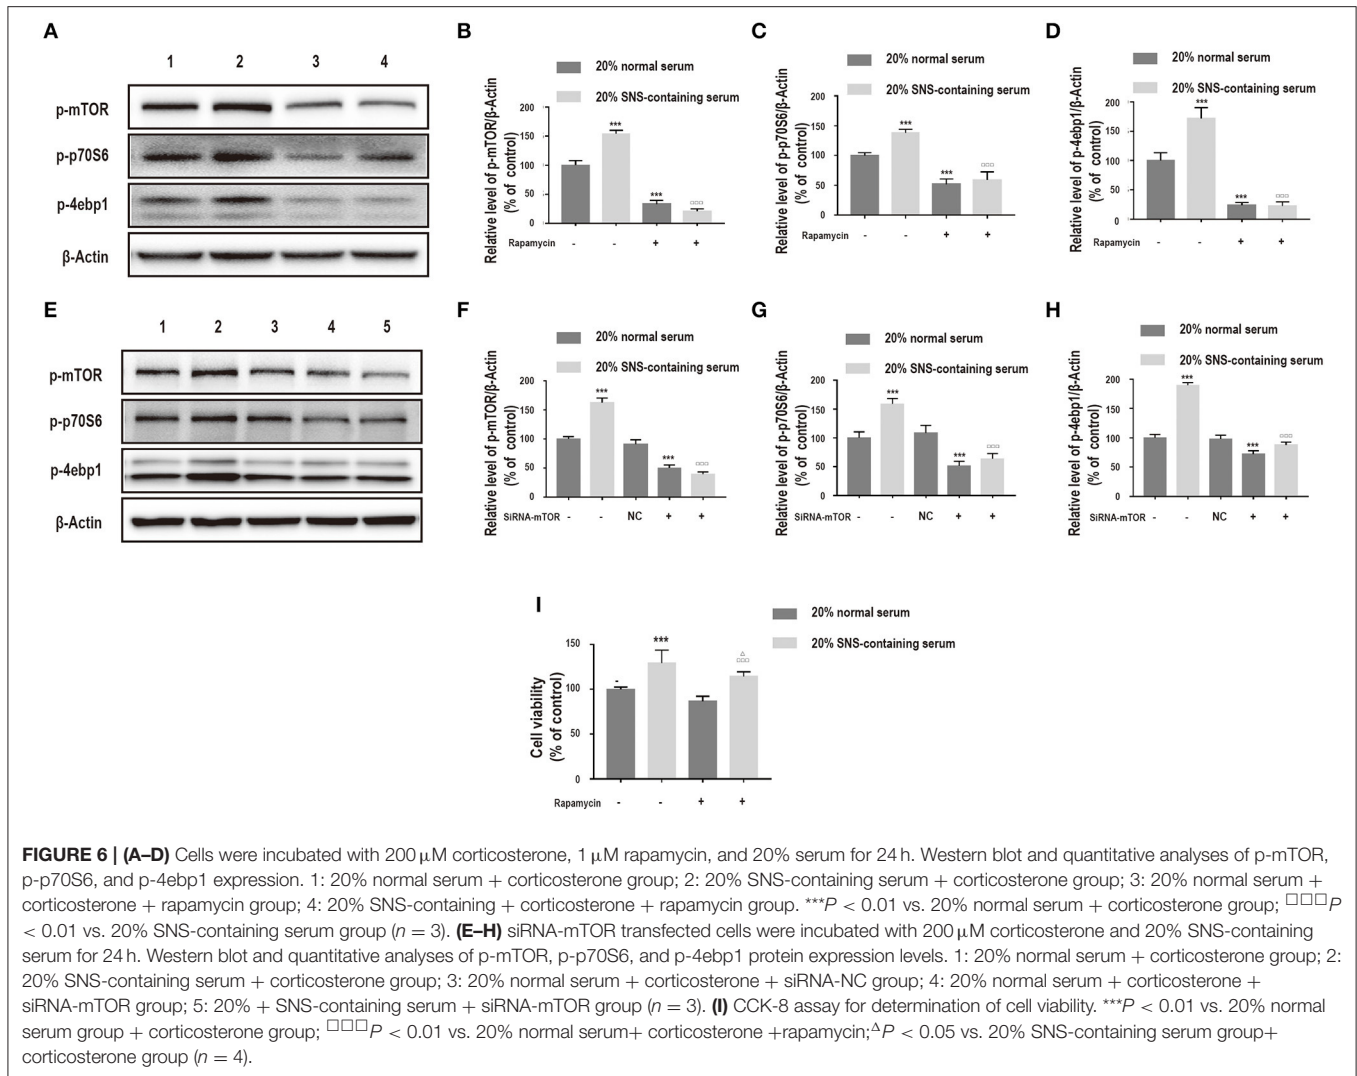 A
1 2 3 4
p-mTOR
p-p70S6
p-4ebp1
β-Actin
B
20% normal serum
20% SNS-containing serum
Relative level of p-mTOR/β-Actin
(% of control)
200
150
100
50
0
***
***
□□□
Rapamycin - - + +
C
20% normal serum
20% SNS-containing serum
Relative level of p-p70S6/β-Actin
(% of control)
200
150
100
50
0
***
***
□□□
Rapamycin - - + +
D
20% normal serum
20% SNS-containing serum
Relative level of p-4ebp1/β-Actin
(% of control)
200
150
100
50
0
***
***
□□□
Rapamycin - - + +
E
1 2 3 4 5
p-mTOR
p-p70S6
p-4ebp1
β-Actin
F
20% normal serum
20% SNS-containing serum
Relative level of p-mTOR/β-Actin
(% of control)
200
150
100
50
0
***
***
□□□
SiRNA-mTOR - - NC + +
G
20% normal serum
20% SNS-containing serum
Relative level of p-p70S6/β-Actin
(% of control)
200
150
100
50
0
***
***
□□□
SiRNA-mTOR - - NC + +
H
20% normal serum
20% SNS-containing serum
Relative level of p-4ebp1/β-Actin
(% of control)
200
150
100
50
0
***
***
□□□
SiRNA-mTOR - - NC + +
I
20% normal serum
20% SNS-containing serum
Cell viability
(% of control)
150
100
50
0
-
***
Δ
□□□
Rapamycin - - + +
FIGURE 6 | (A–D) Cells were incubated with 200 μM corticosterone, 1 μM rapamycin, and 20% serum for 24 h. Western blot and quantitative analyses of p-mTOR,
p-p70S6, and p-4ebp1 expression. 1: 20% normal serum + corticosterone group; 2: 20% SNS-containing serum + corticosterone group; 3: 20% normal serum +
corticosterone + rapamycin group; 4: 20% SNS-containing + corticosterone + rapamycin group. ***P < 0.01 vs. 20% normal serum + corticosterone group; □□□P
< 0.01 vs. 20% SNS-containing serum group (n = 3). (E–H) siRNA-mTOR transfected cells were incubated with 200 μM corticosterone and 20% SNS-containing
serum for 24 h. Western blot and quantitative analyses of p-mTOR, p-p70S6, and p-4ebp1 protein expression levels. 1: 20% normal serum + corticosterone group; 2:
20% SNS-containing serum + corticosterone group; 3: 20% normal serum + corticosterone + siRNA-NC group; 4: 20% normal serum + corticosterone +
siRNA-mTOR group; 5: 20% + SNS-containing serum + siRNA-mTOR group (n = 3). (I) CCK-8 assay for determination of cell viability. ***P < 0.01 vs. 20% normal
serum group + corticosterone group; □□□P < 0.01 vs. 20% normal serum+ corticosterone +rapamycin;ΔP < 0.05 vs. 20% SNS-containing serum group+
corticosterone group (n = 4).